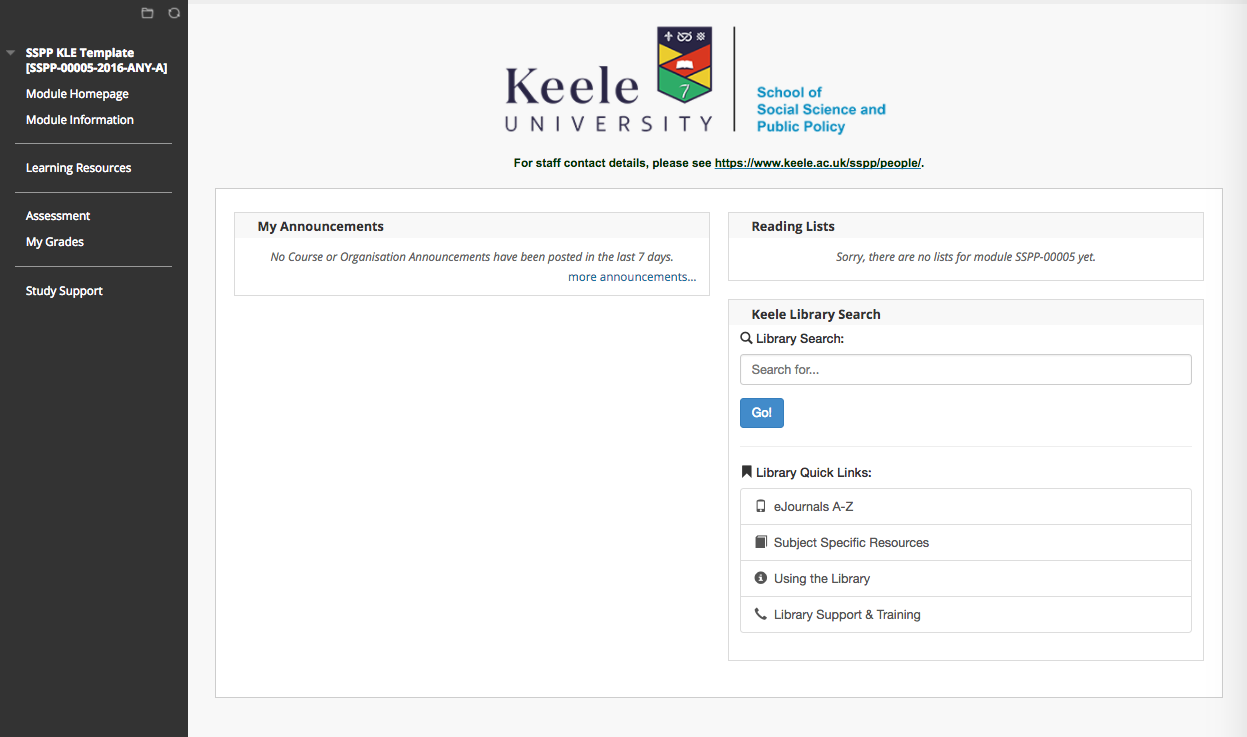 SSPP KLE Template
[SSPP-00005-2016-ANY-A]
Module Homepage
Module Information
Learning Resources
Assessment
My Grades
Study Support
Keele
UNIVERSITY
7
School of
Social Science and
Public Policy
For staff contact details, please see https://www.keele.ac.uk/sspp/people/.
My Announcements
No Course or Organisation Announcements have been posted in the last 7 days.
more announcements...
Reading Lists
Sorry, there are no lists for module SSPP-00005 yet.
Keele Library Search
Library Search:
Search for...
Go!
Library Quick Links:
eJournals A-Z
Subject Specific Resources
Using the Library
Library Support & Training